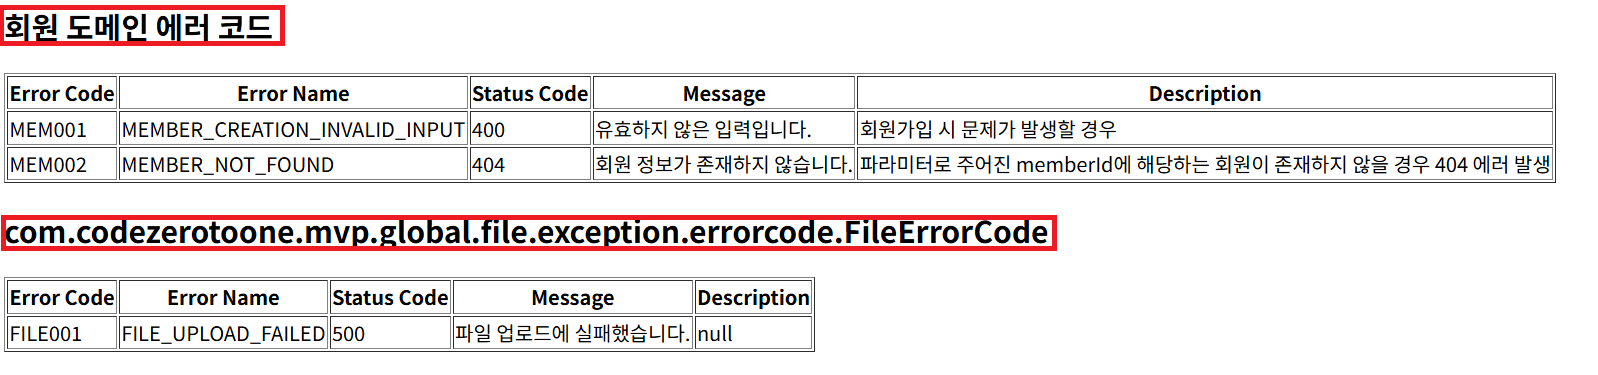 회원 도메인 에러 코드
Error Code Error Name Status Code Message Description
MEM001 MEMBER_CREATION_INVALID_INPUT 400 유효하지 않은 입력입니다. 회원가입 시 문제가 발생할 경우
MEM002 MEMBER_NOT_FOUND 404 회원 정보가 존재하지 않습니다. 파라미터로 주어진 memberId에 해당하는 회원이 존재하지 않을 경우 404 에러 발생
com.codezerotoone.mvp.global.file.exception.errorcode.FileErrorCode
Error Code Error Name Status Code Message Description
FILE001 FILE_UPLOAD_FAILED 500 파일 업로드에 실패했습니다. null